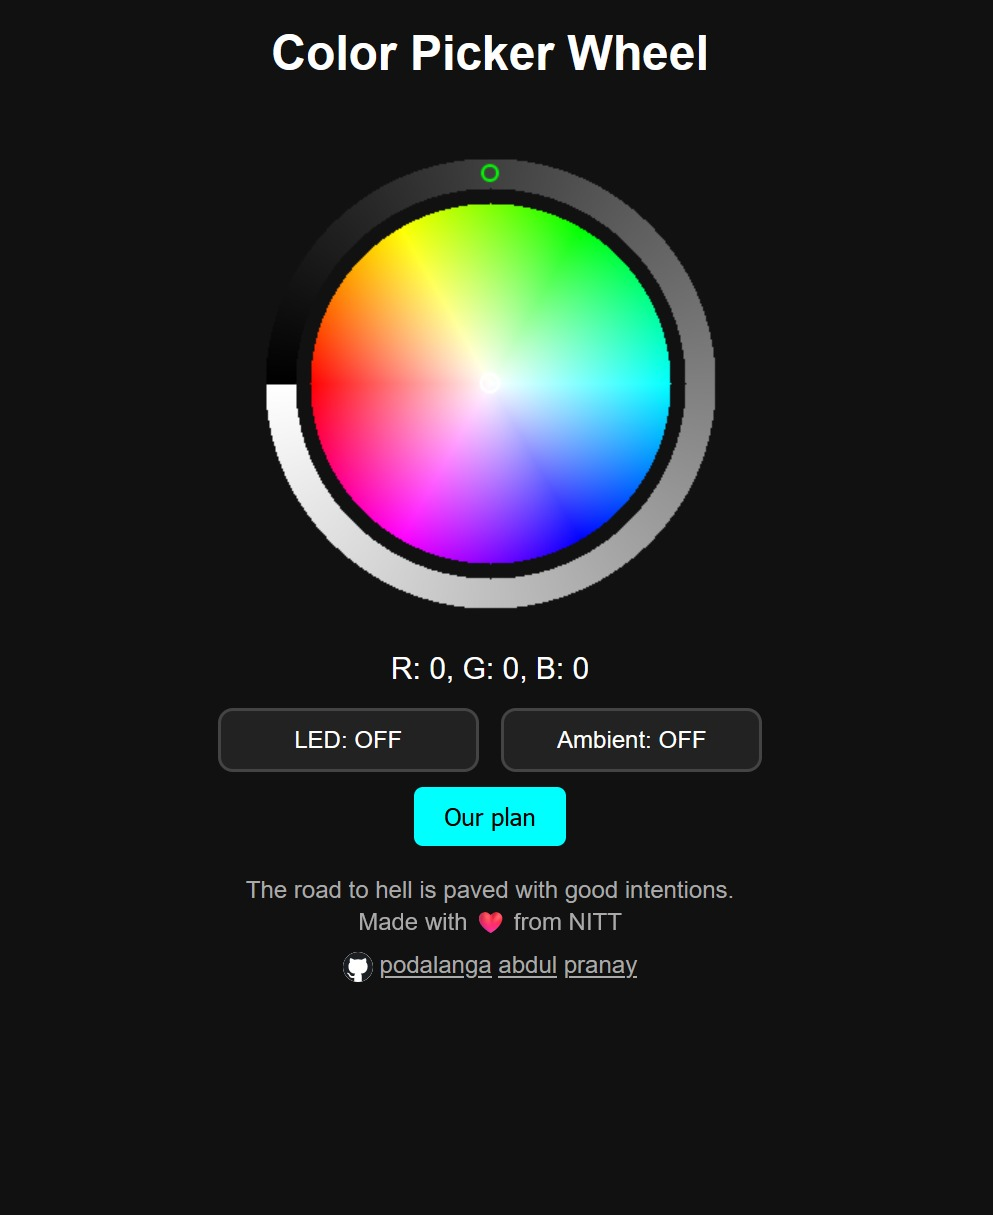 Color Picker Wheel
R: 0, G: 0, B: 0
LED: OFF
Ambient: OFF
Our plan
The road to hell is paved with good intentions.
Made with ❤️ from NITT
podalanga abdul pranay